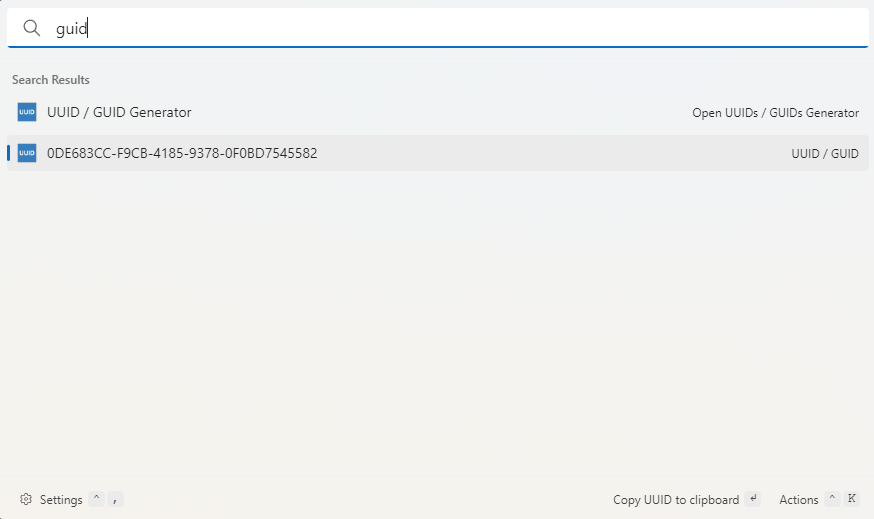 guid
Search Results
UUID UUID / GUID Generator Open UUIDs / GUIDs Generator
UUID 0DE683CC-F9CB-4185-9378-0F0BD7545582 UUID / GUID
Settings ^ , Copy UUID to clipboard ↵ Actions ^ K